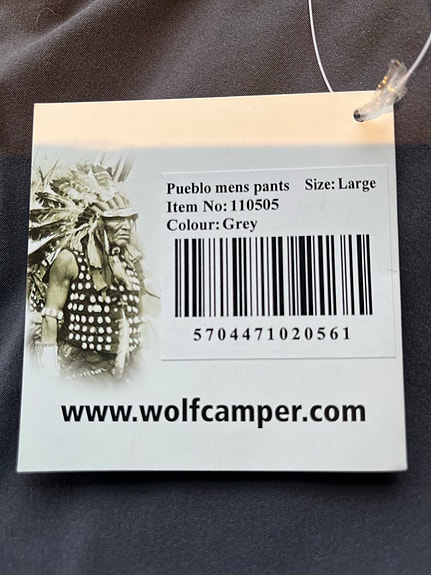 Pueblo mens pants Size: Large
Item No: 110505
Colour: Grey
5704471020561
www.wolfcamper.com